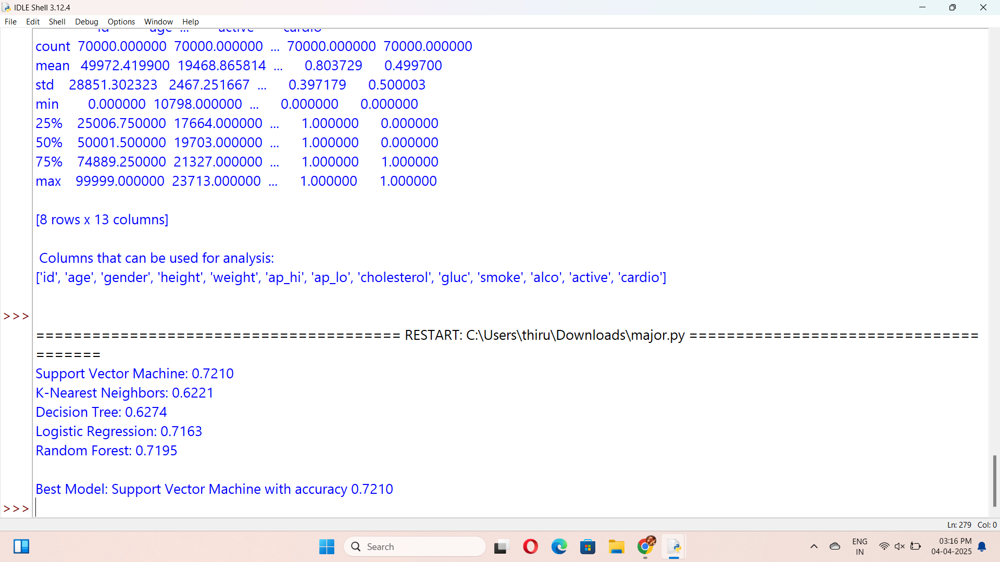 IDLE Shell 3.12.4
File Edit Shell Debug Options Window Help
id age ... active cardio
count 70000.000000 70000.000000 ... 70000.000000 70000.000000
mean 49972.419900 19468.865814 ... 0.803729 0.499700
std 28851.302323 2467.251667 ... 0.397179 0.500003
min 0.000000 10798.000000 ... 0.000000 0.000000
25% 25006.750000 17664.000000 ... 1.000000 0.000000
50% 50001.500000 19703.000000 ... 1.000000 0.000000
75% 74889.250000 21327.000000 ... 1.000000 1.000000
max 99999.000000 23713.000000 ... 1.000000 1.000000
[8 rows x 13 columns]
Columns that can be used for analysis:
['id', 'age', 'gender', 'height', 'weight', 'ap_hi', 'ap_lo', 'cholesterol', 'gluc', 'smoke', 'alco', 'active', 'cardio']
>>>
======================================= RESTART: C:\Users\thiru\Downloads\major.py ===============================
=======
Support Vector Machine: 0.7210
K-Nearest Neighbors: 0.6221
Decision Tree: 0.6274
Logistic Regression: 0.7163
Random Forest: 0.7195
Best Model: Support Vector Machine with accuracy 0.7210
>>>
Ln: 279 Col: 0
Search
ENG
IN
03:16 PM
04-04-2025